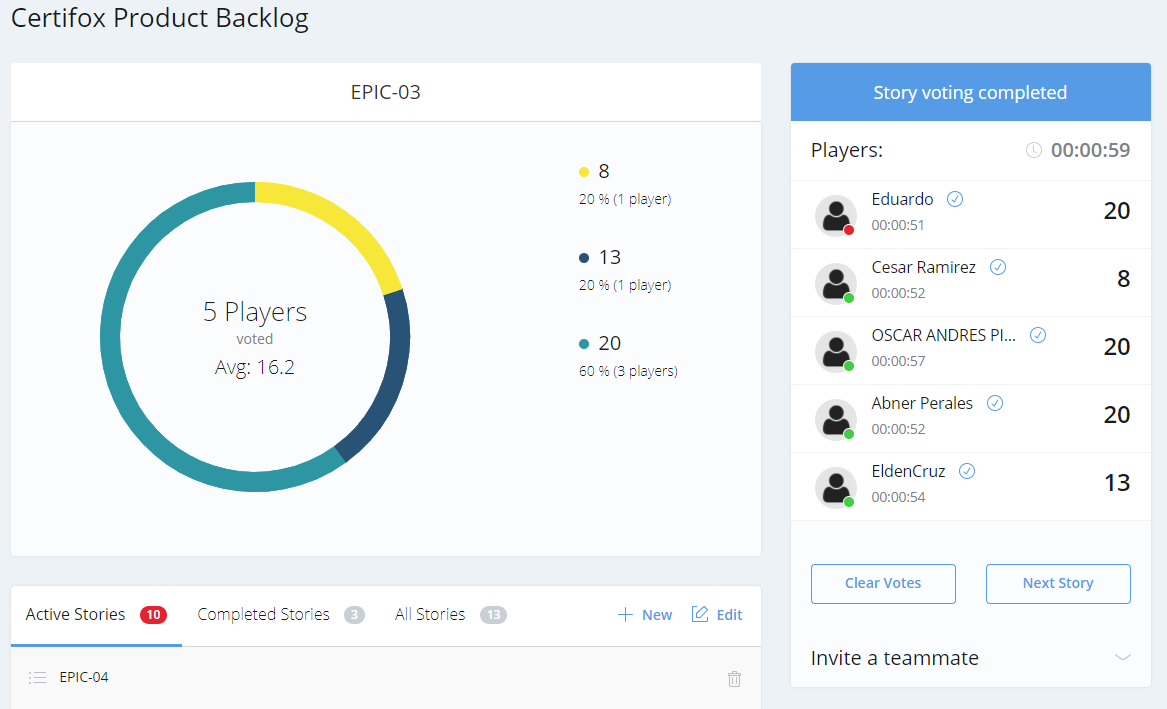 Certifox Product Backlog
EPIC-03
5 Players
voted
Avg: 16.2
8
20 % (1 player)
13
20 % (1 player)
20
60 % (3 players)
Active Stories 10 Completed Stories 3 All Stories 13 New Edit
EPIC-04
Story voting completed
Players: 00:00:59
Eduardo
00:00:51
20
Cesar Ramirez
00:00:52
8
OSCAR ANDRES PI...
00:00:57
20
Abner Perales
00:00:52
20
EldenCruz
00:00:54
13
Clear Votes Next Story
Invite a teammate